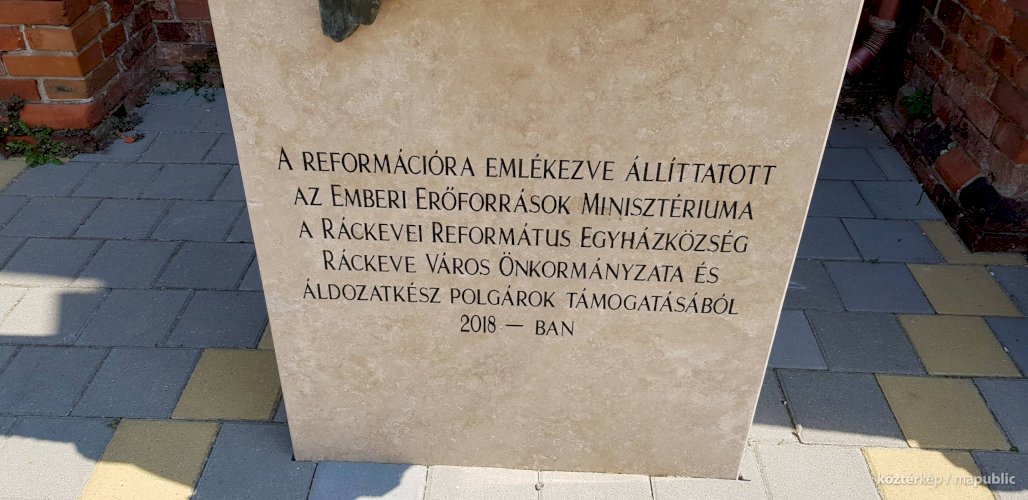 A REFORMÁCIÓRA EMLÉKEZVE ÁLLÍTTATOTT
AZ EMBERI ERŐFORRÁSOK MINISZTÉRIUMA
A RÁCKEVEI REFORMÁTUS EGYHÁZKÖZSÉG
RÁCKEVE VÁROS ÖNKORMÁNYZATA ÉS
ÁLDOZATKÉSZ POLGÁROK TÁMOGATÁSÁBÓL
2018 — BAN
kozterkep / mapublic